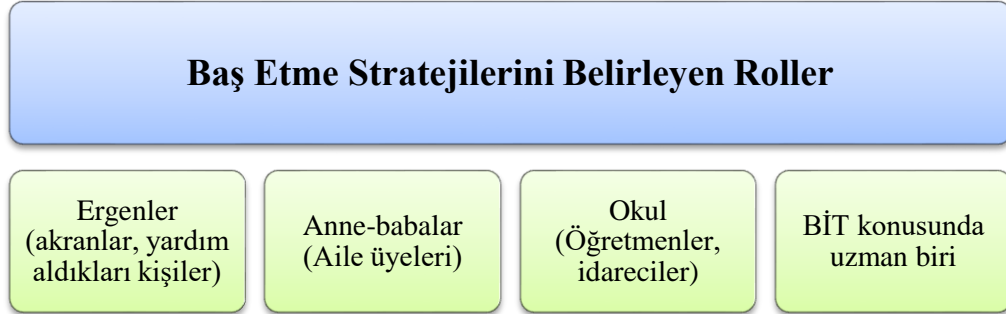 Baş Etme Stratejilerini Belirleyen Roller
Ergenler
(akranlar, yardım
aldıkları kişiler)
Anne-babalar
(Aile üyeleri)
Okul
(Öğretmenler,
idareciler)
BİT konusunda
uzman biri